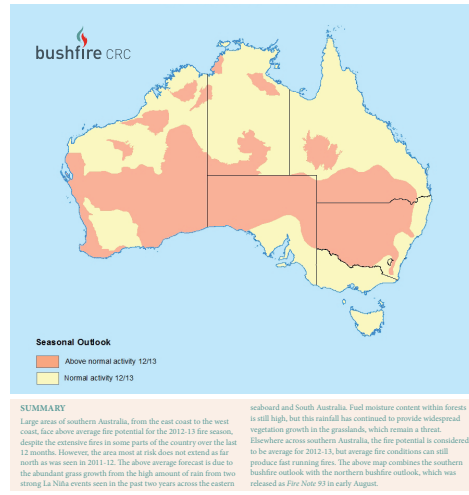 bushfire CRC
Seasonal Outlook
Above normal activity 12/13
Normal activity 12/13
SUMMARY
Large areas of southern Australia, from the east coast to the west
coast, face above average fire potential for the 2012-13 fire season,
despite the extensive fires in some parts of the country over the last
12 months. However, the area most at risk does not extend as far
north as was seen in 2011-12. The above average forecast is due to
the abundant grass growth from the high amount of rain from two
strong La Niña events seen in the past two years across the eastern
seaboard and South Australia. Fuel moisture content within forests
is still high, but this rainfall has continued to provide widespread
vegetation growth in the grasslands, which remain a threat.
Elsewhere across southern Australia, the fire potential is considered
to be average for 2012-13, but average fire conditions can still
produce fast running fires. The above map combines the southern
bushfire outlook with the northern bushfire outlook, which was
released as Fire Note 93 in early August.